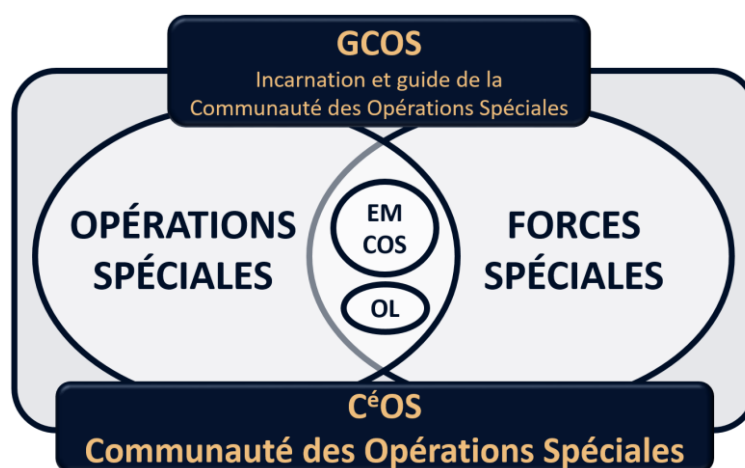 GCOS
Incarnation et guide de la
Communauté des Opérations Spéciales
OPÉRATIONS
SPÉCIALES
EM
COS
OL
FORCES
SPÉCIALES
CéOS
Communauté des Opérations Spéciales